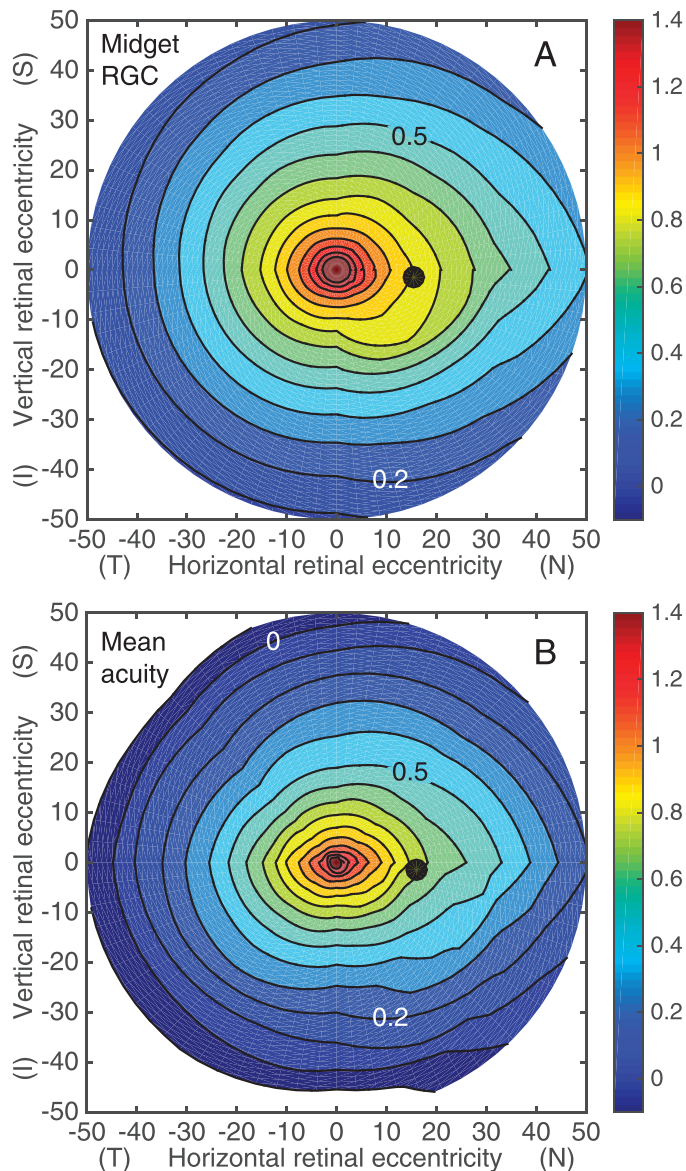 Midget
RGC
A
0.5
0.2
50
40
30
20
10
0
-10
-20
-30
-40
-50
(S)
Vertical retinal eccentricity
(I)
-50 -40 -30 -20 -10 0 10 20 30 40 50
(T) Horizontal retinal eccentricity (N)
1.4
1.2
1
0.8
0.6
0.4
0.2
0
Mean
acuity
B
0
0.5
0.2
50
40
30
20
10
0
-10
-20
-30
-40
-50
(S)
Vertical retinal eccentricity
(I)
-50 -40 -30 -20 -10 0 10 20 30 40 50
(T) Horizontal retinal eccentricity (N)
1.4
1.2
1
0.8
0.6
0.4
0.2
0